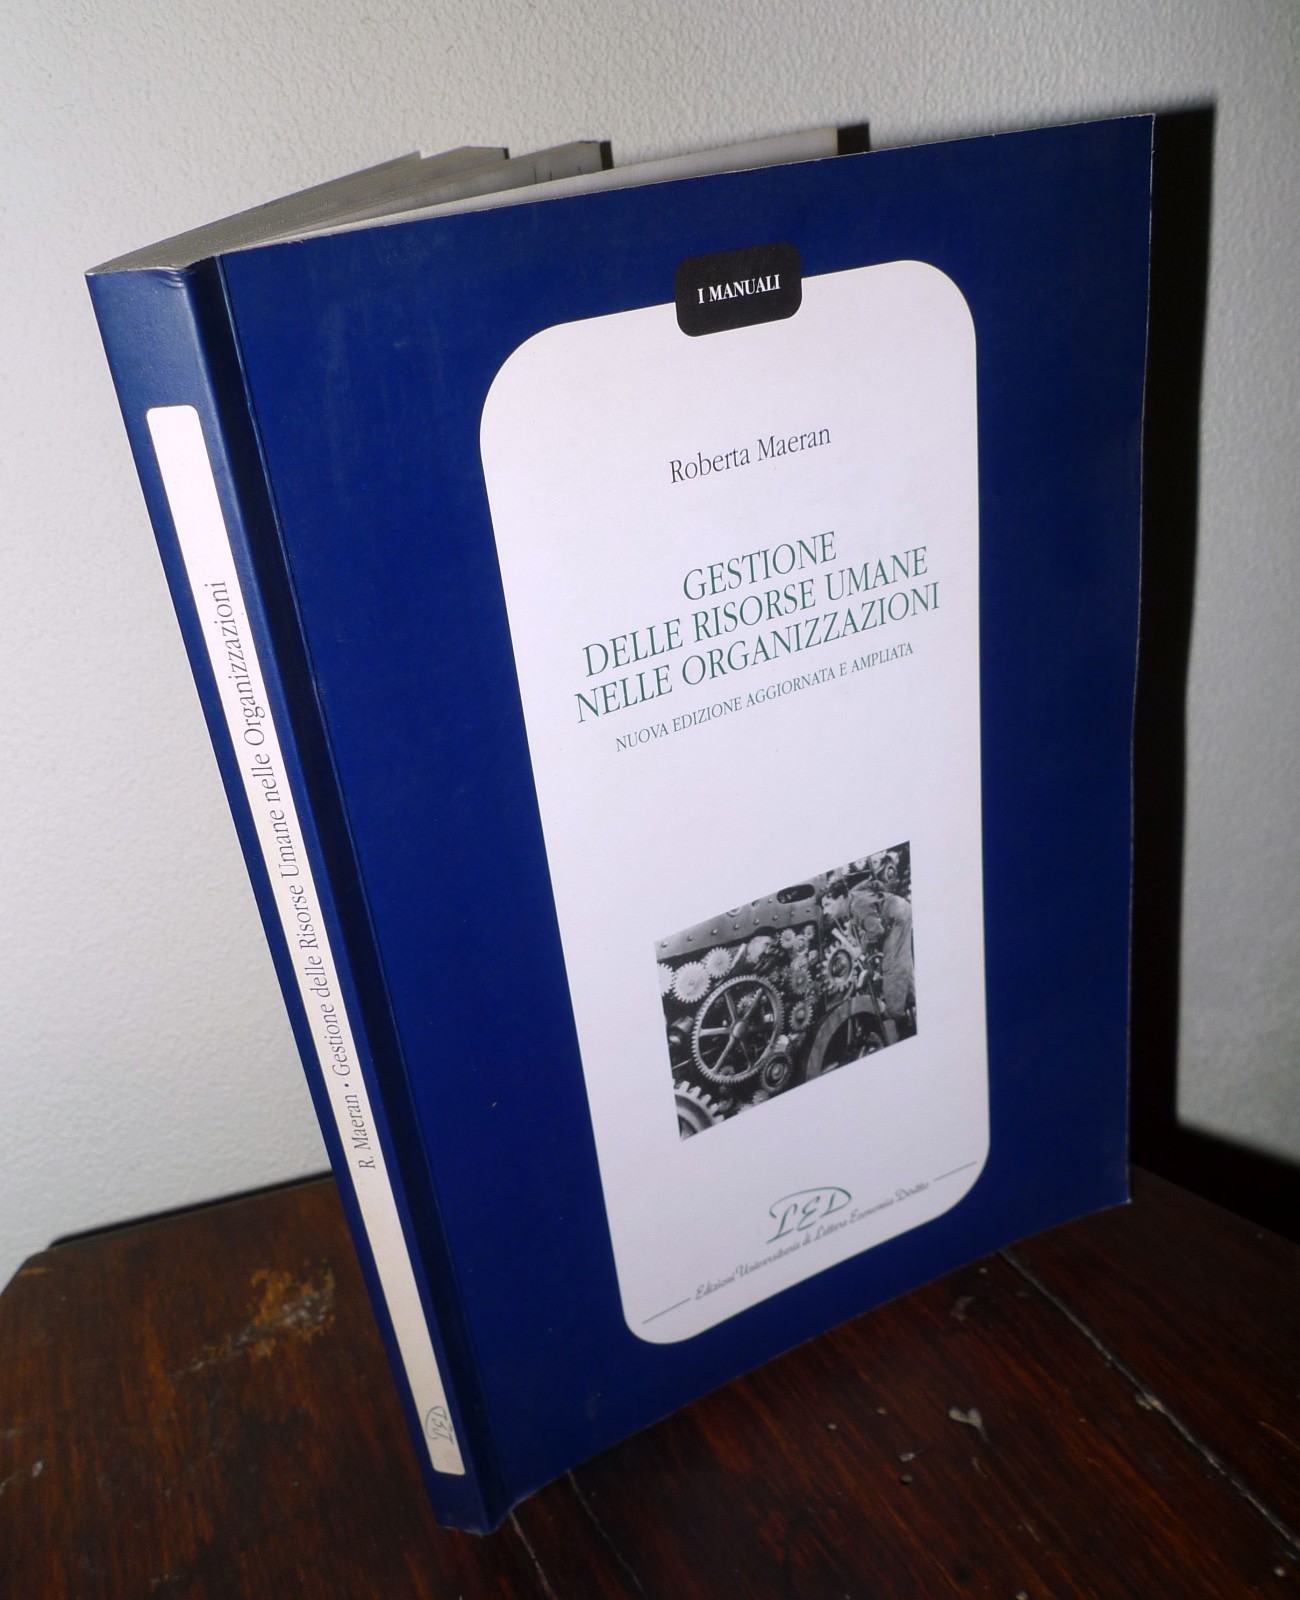 I MANUALI
Roberta Maeran
GESTIONE
DELLE RISORSE UMANE
NELLE ORGANIZZAZIONI
NUOVA EDIZIONE AGGIORNATA E AMPLIATA
LED
Edizioni Universitarie di Lettere Economia Diritto
R. Maeran • Gestione delle Risorse Umane nelle Organizzazioni
LED